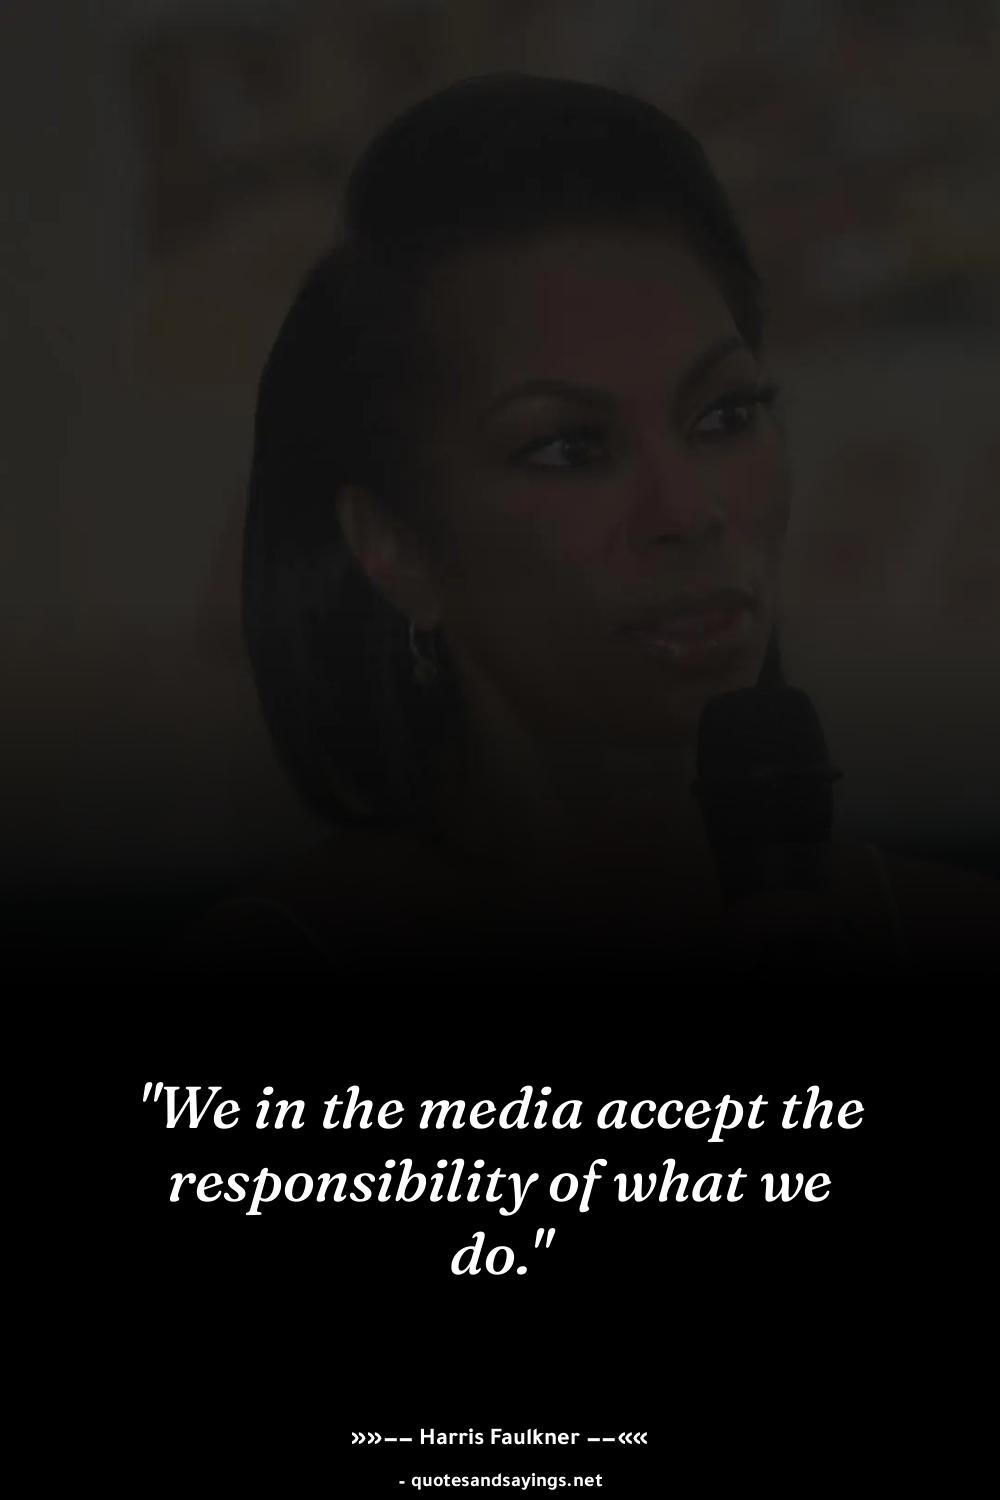 "We in the media accept the
responsibility of what we
do."
»»–– Harris Faulkner ––««
- quotesandsayings.net